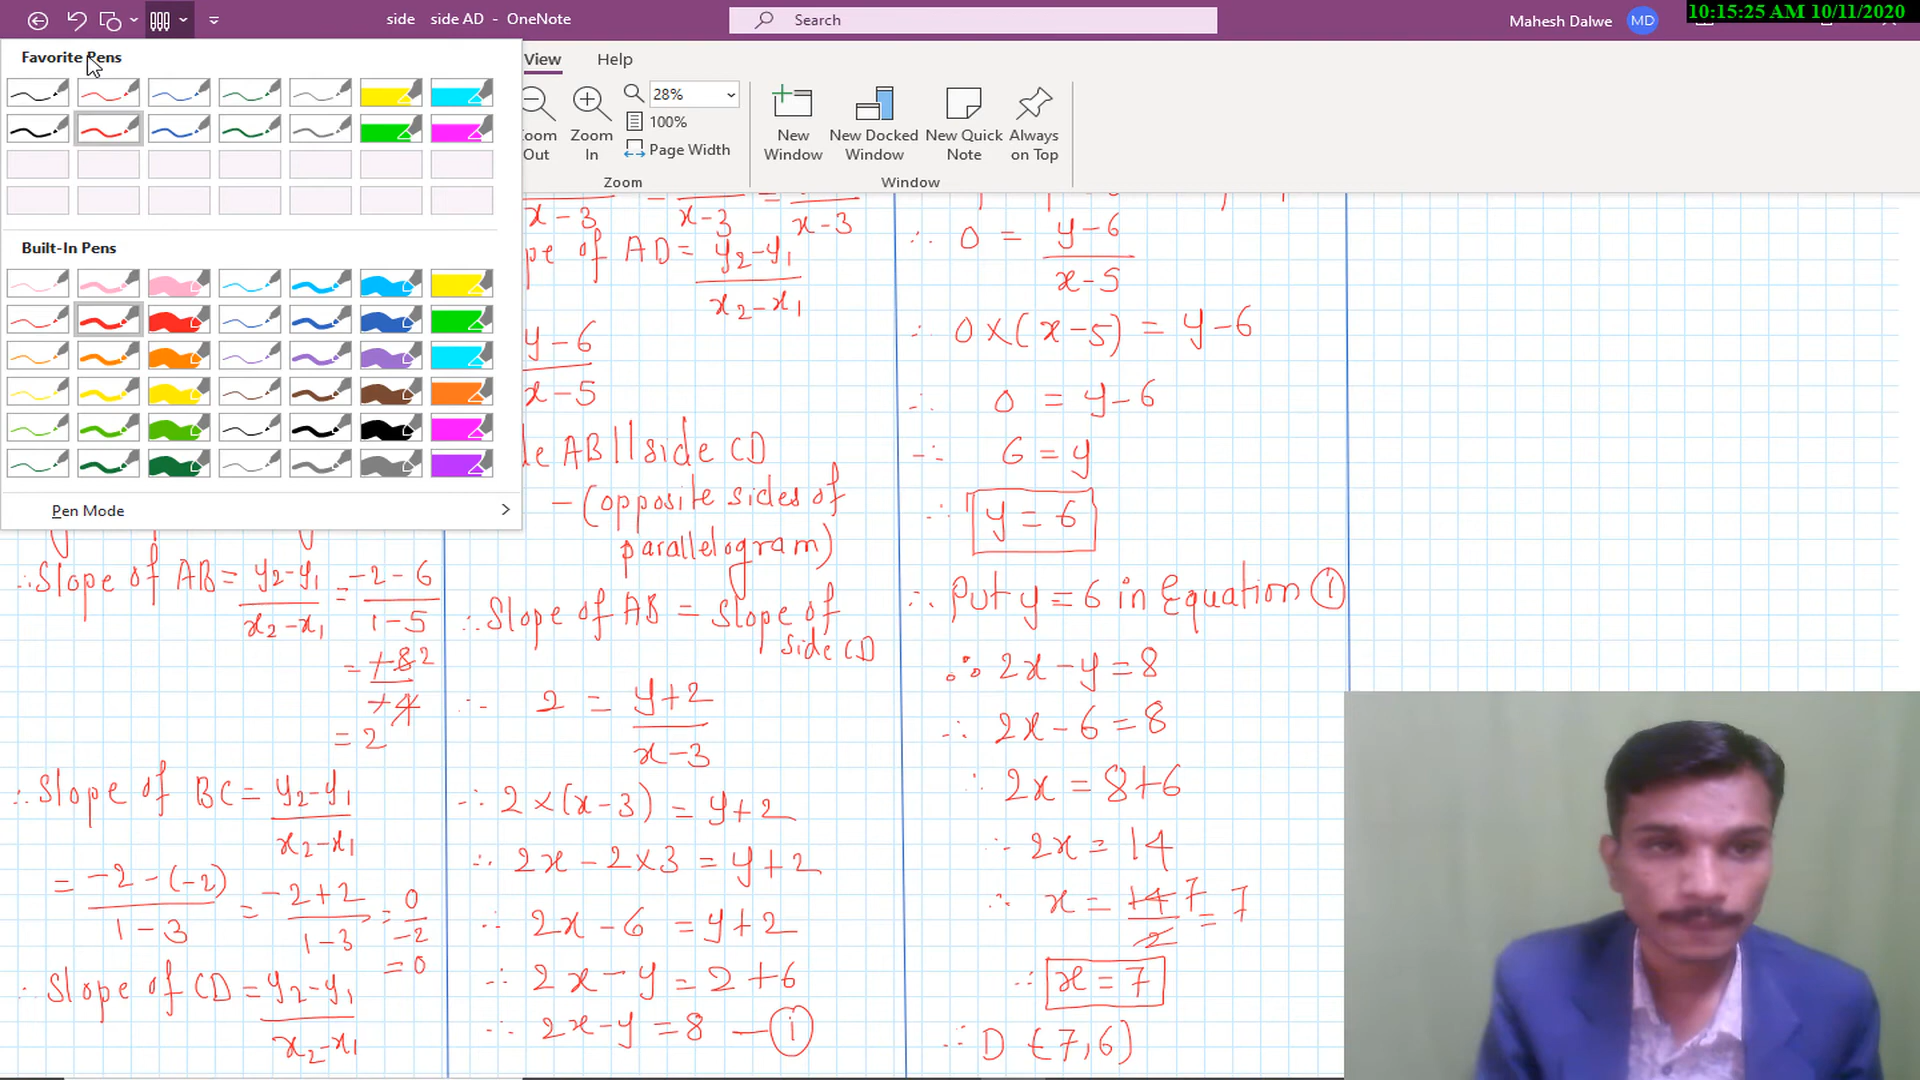 10:15:25 AM 10/11/2020
side side AD - OneNote
Search
Mahesh Dalwe
MD
Favorite Pens
Built-In Pens
Pen Mode
View
Help
28%
100%
Page Width
Zoom
In
Out
Zoom
New
Window
New Docked
Window
New Quick
Note
Always
on Top
Window
∴ Slope of AB = y₂-y₁/x₂-x₁ = -2-6/1-5
= +82/+4
= 2
∴ Slope of BC = y₂-y₁/x₂-x₁
= -2-(-2)/1-3 = -2+2/1-3 = 0/-2
= 0
∴ Slope of CD = y₂-y₁/x₂-x₁
x-3 = x-3 = x-3
of AD = y₂-y₁/x₂-x₁
y-6/x-5
AB || side CD
- (opposite sides of
parallelogram)
∴ Slope of AB = Slope of
side CD
∴ 2 = y+2/x-3
∴ 2×(x-3) = y+2
∴ 2x-2×3 = y+2
∴ 2x-6 = y+2
∴ 2x-y = 2+6
∴ 2x-y = 8 — (i)
∴ 0 = y-6/x-5
∴ 0×(x-5) = y-6
∴ 0 = y-6
∴ 6 = y
∴ y = 6
∴ Put y = 6 in Equation (i)
∴ 2x-y = 8
∴ 2x-6 = 8
∴ 2x = 8+6
∴ 2x = 14
∴ x = 14 7/2 = 7
∴ x = 7
∴ D (7,6)